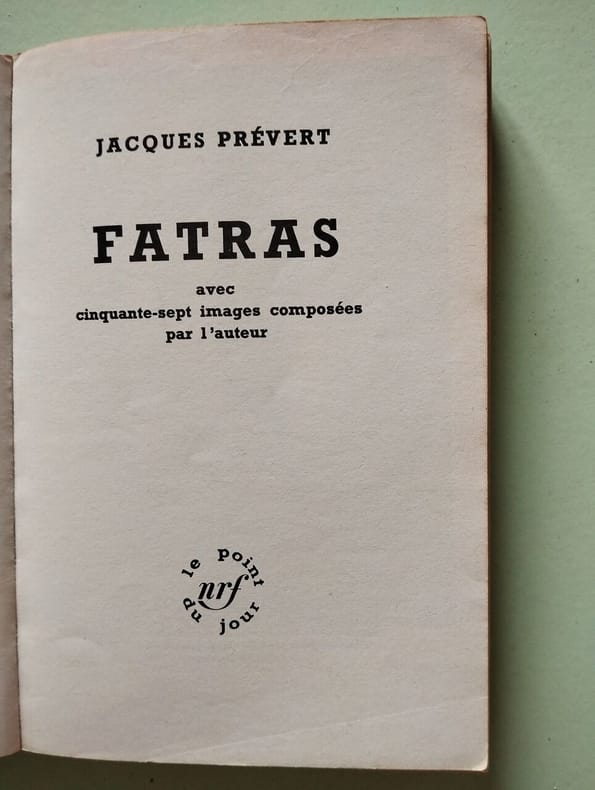 JACQUES PRÉVERT
FATRAS
avec
cinquante-sept images composées
par l'auteur
le point
nrf
du jour